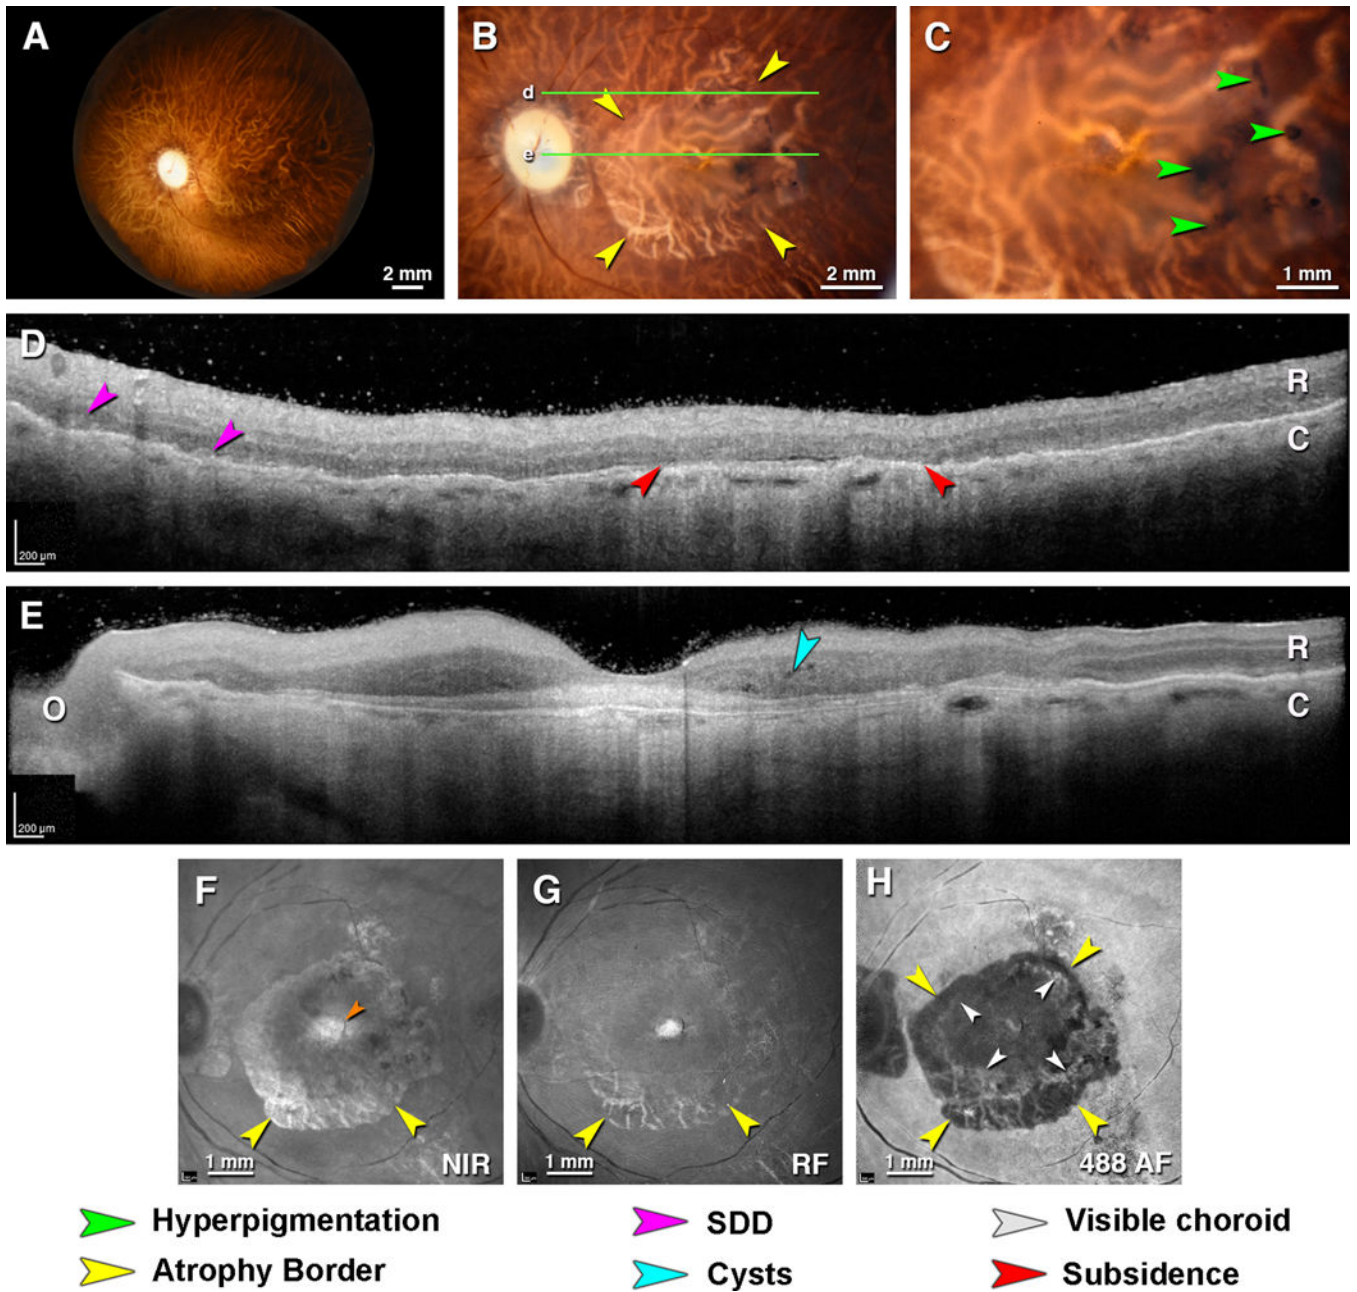 A
2 mm
B
d
e
2 mm
C
1 mm
D
R
C
200 µm
E
R
O
C
200 µm
F
1 mm
NIR
G
1 mm
RF
H
1 mm
488 AF
Hyperpigmentation
SDD
Visible choroid
Atrophy Border
Cysts
Subsidence